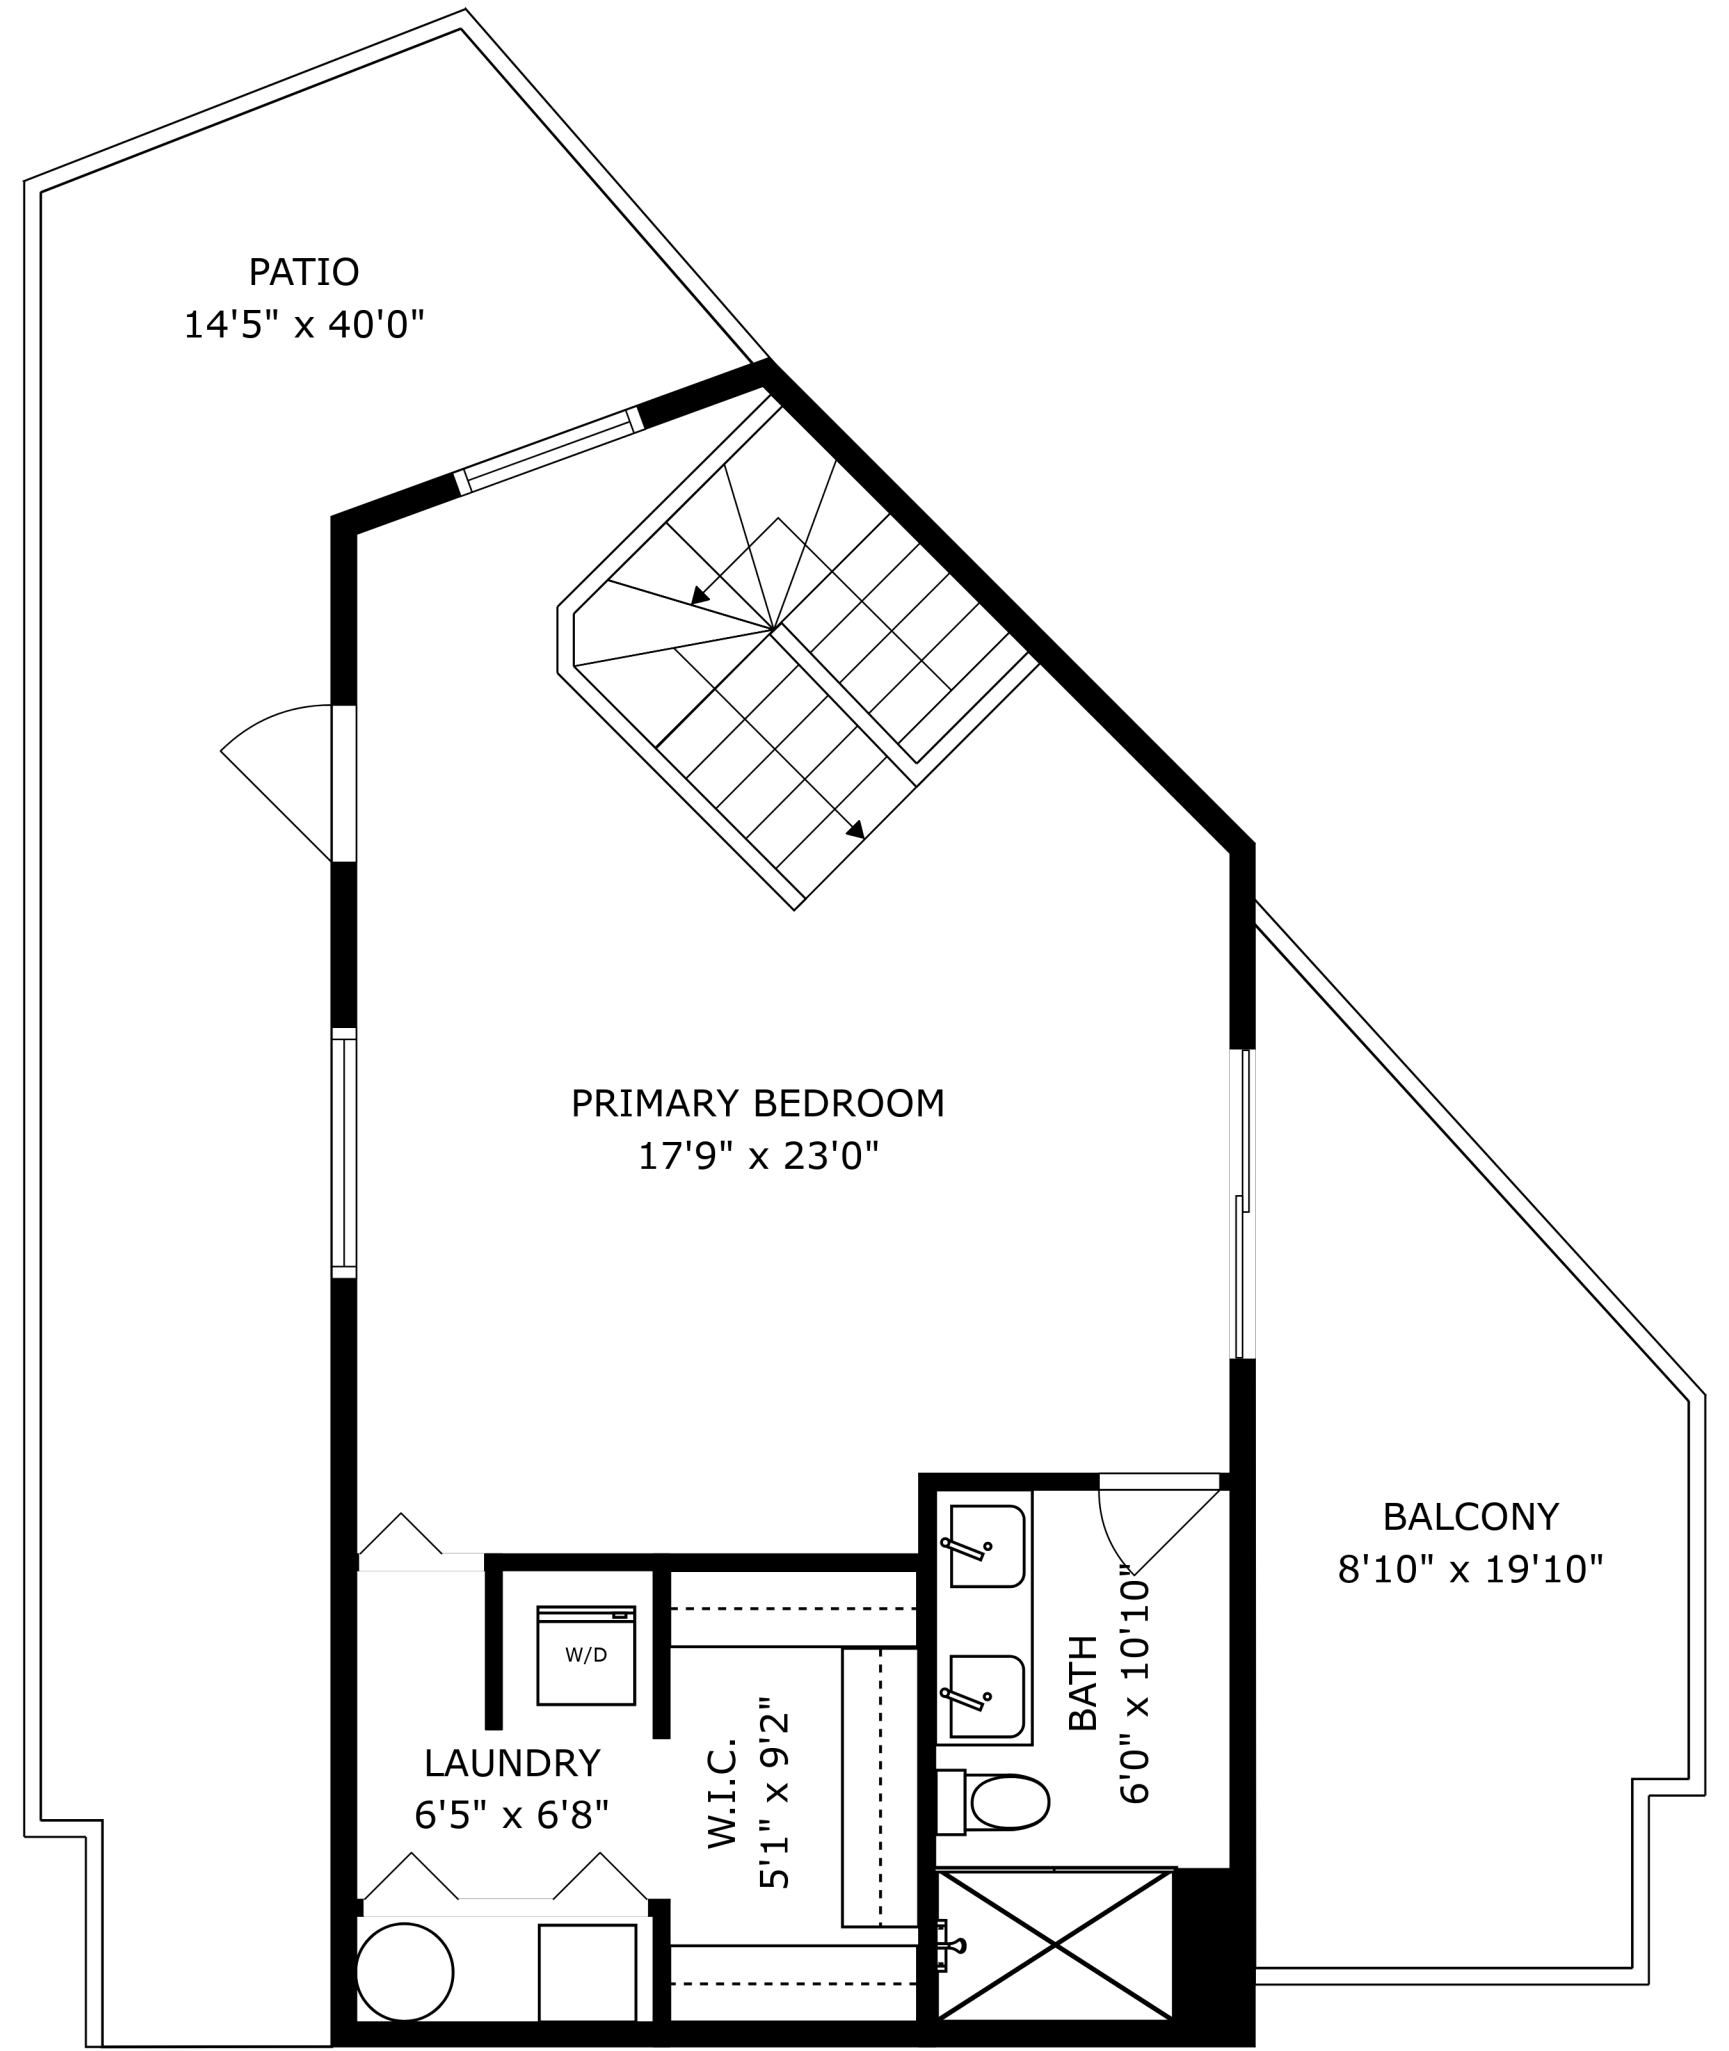 PATIO
14'5" x 40'0"
PRIMARY BEDROOM
17'9" x 23'0"
BALCONY
8'10" x 19'10"
W/D
LAUNDRY
6'5" x 6'8"
W.I.C.
5'1" x 9'2"
BATH
6'0" x 10'10"